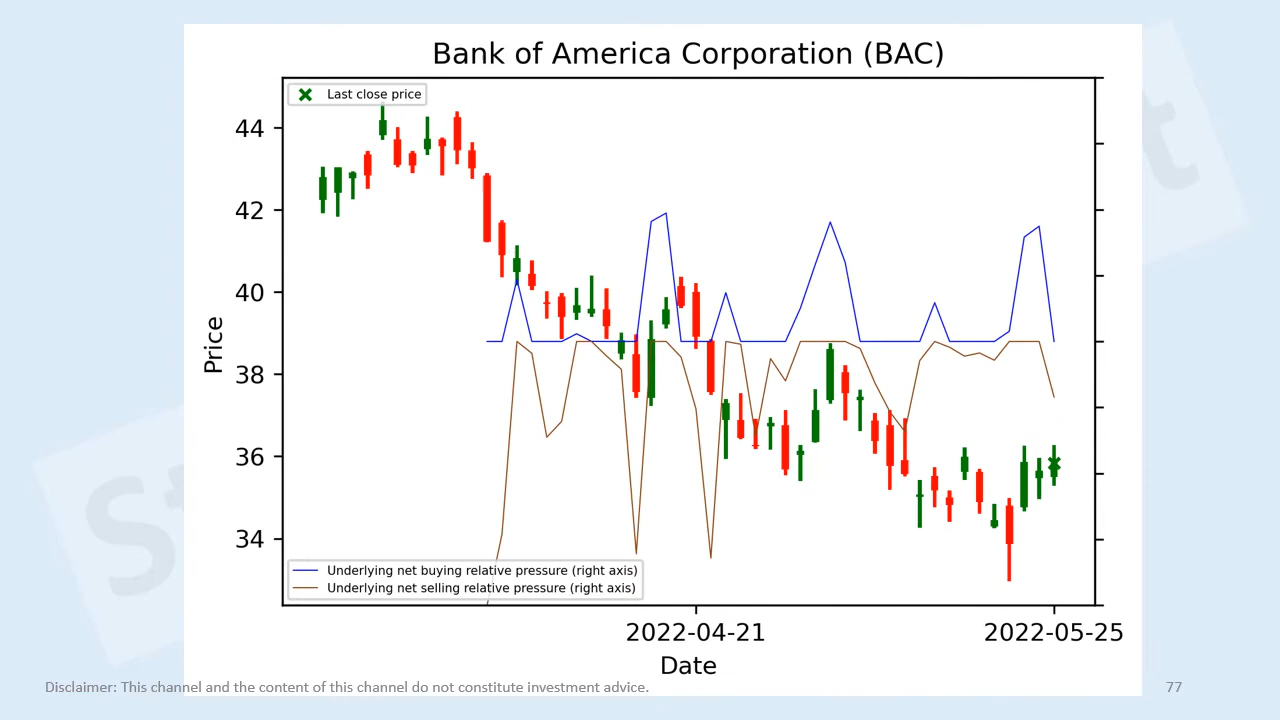 Bank of America Corporation (BAC)
Last close price
44
42
40
38
36
34
Price
Underlying net buying relative pressure (right axis)
Underlying net selling relative pressure (right axis)
2022-04-21
2022-05-25
Date
Disclaimer: This channel and the content of this channel do not constitute investment advice.
77
St
t